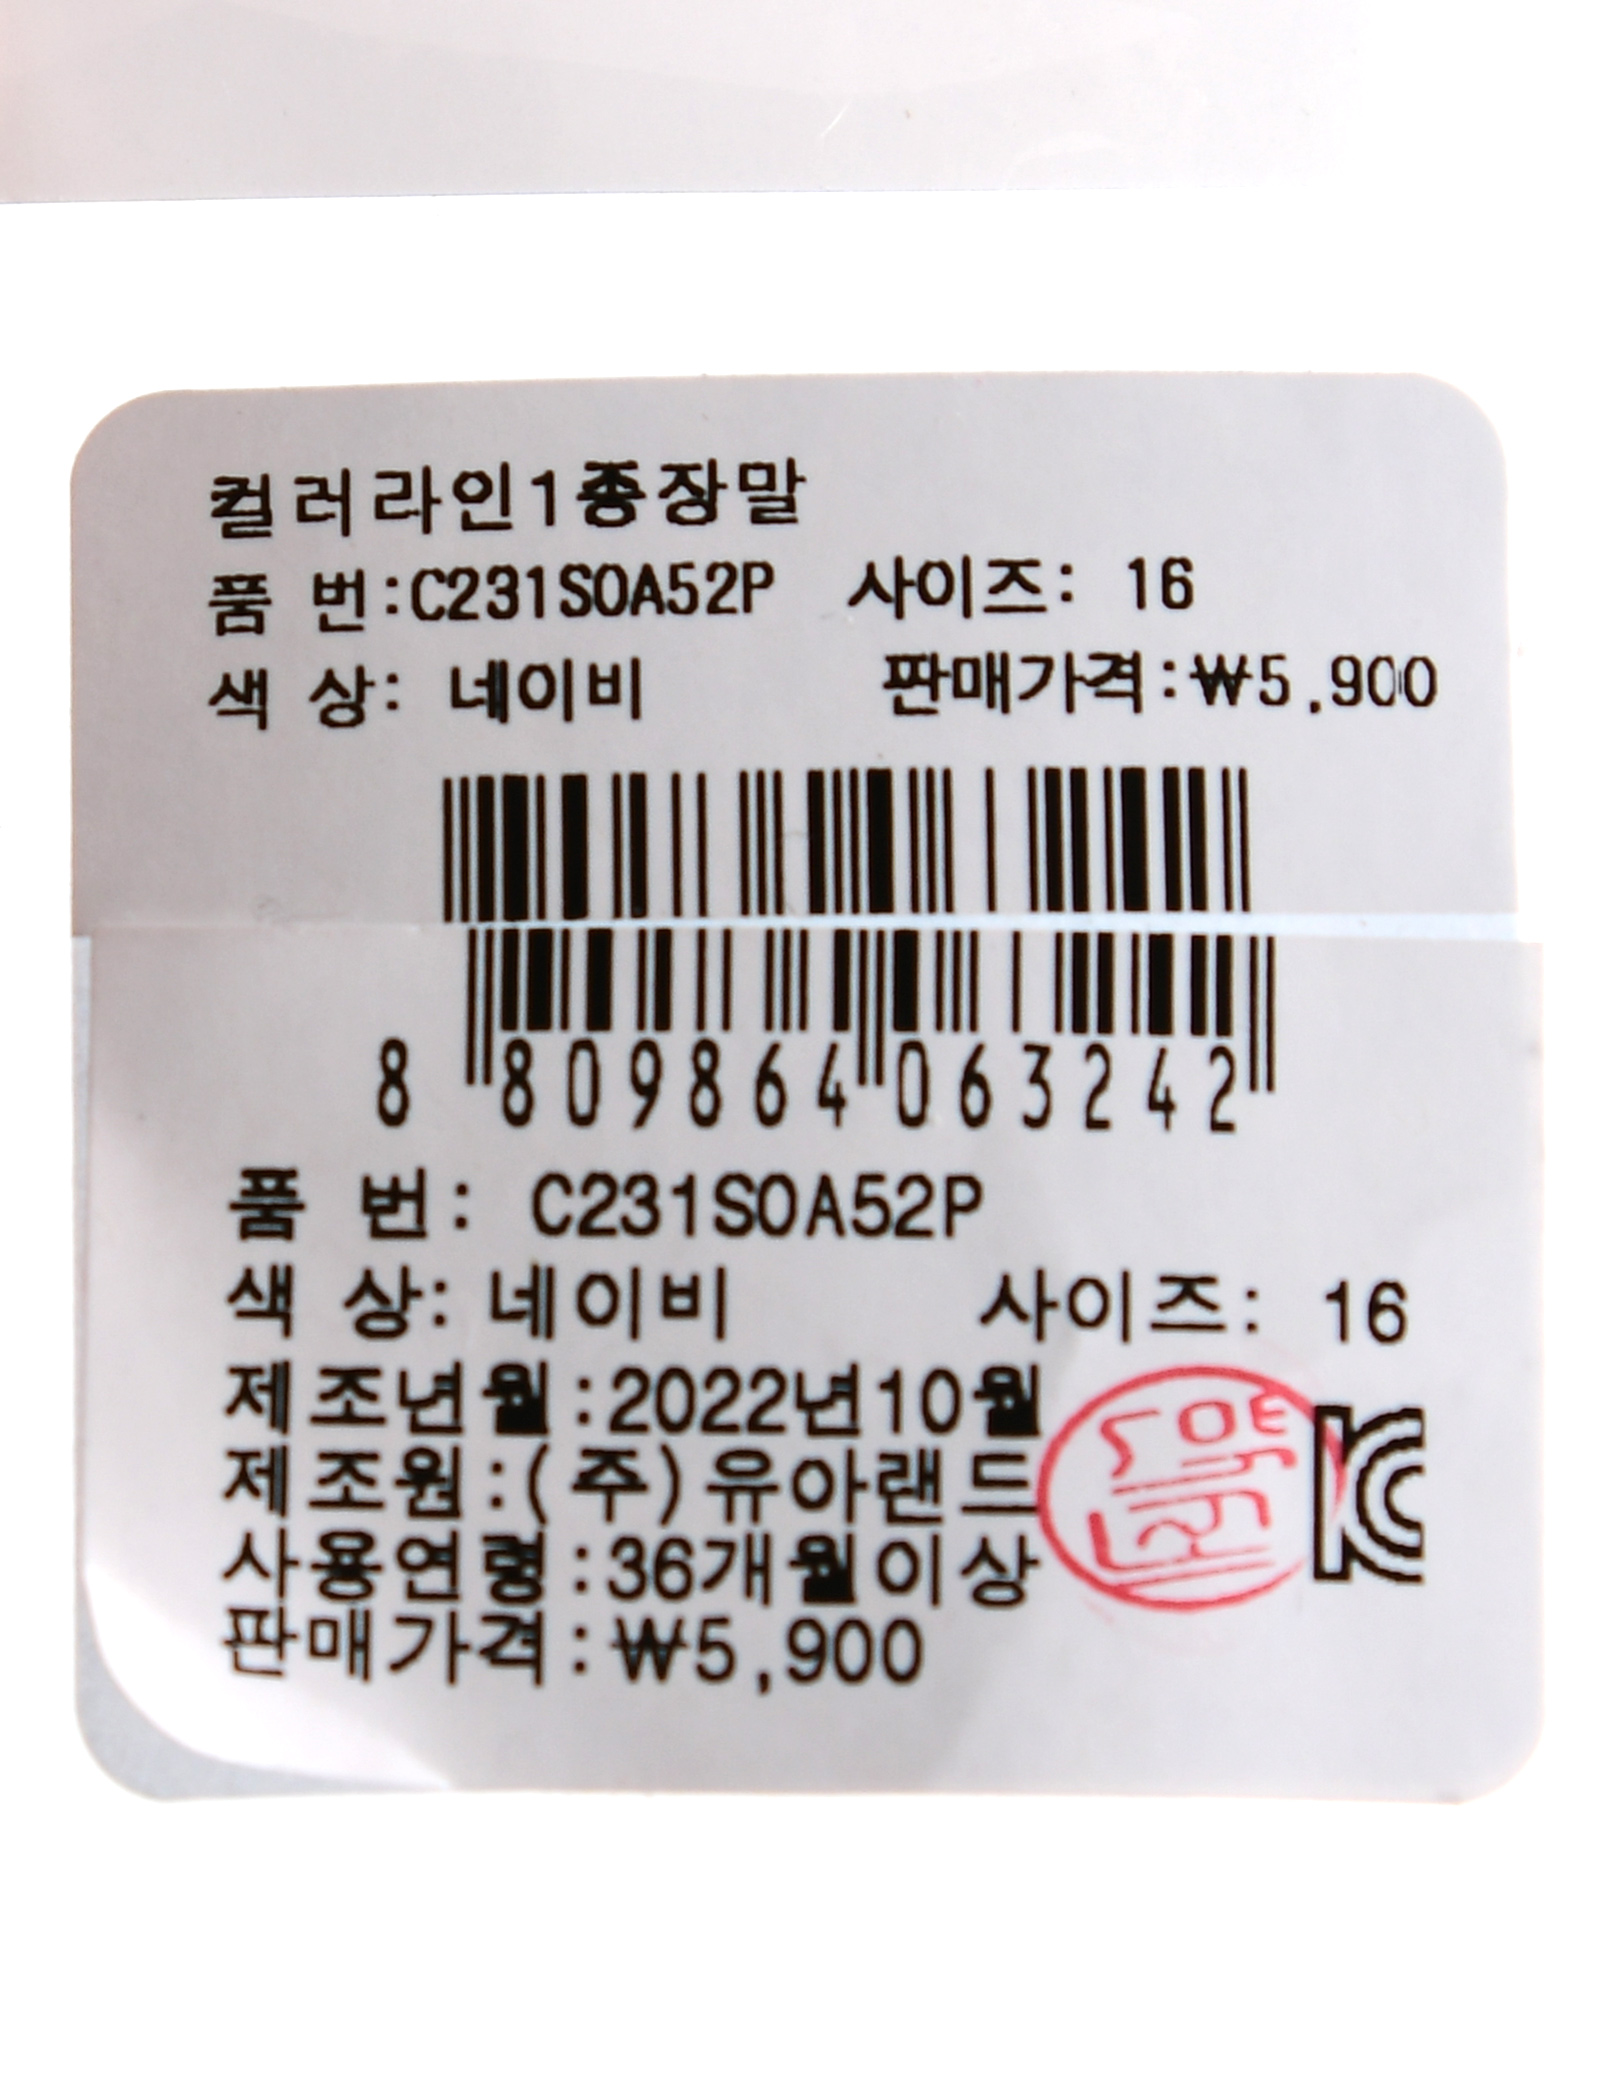 컬러라인1종장말
품 번:C231SOA52P 사이즈: 16
색 상: 네이비 판매가격:₩5,900
8 809864 063242
품 번: C231SOA52P
색 상: 네이비 사이즈: 16
제조년월:2022년10월
제조원:(주)유아랜드
사용연령:36개월이상
판매가격:₩5,900